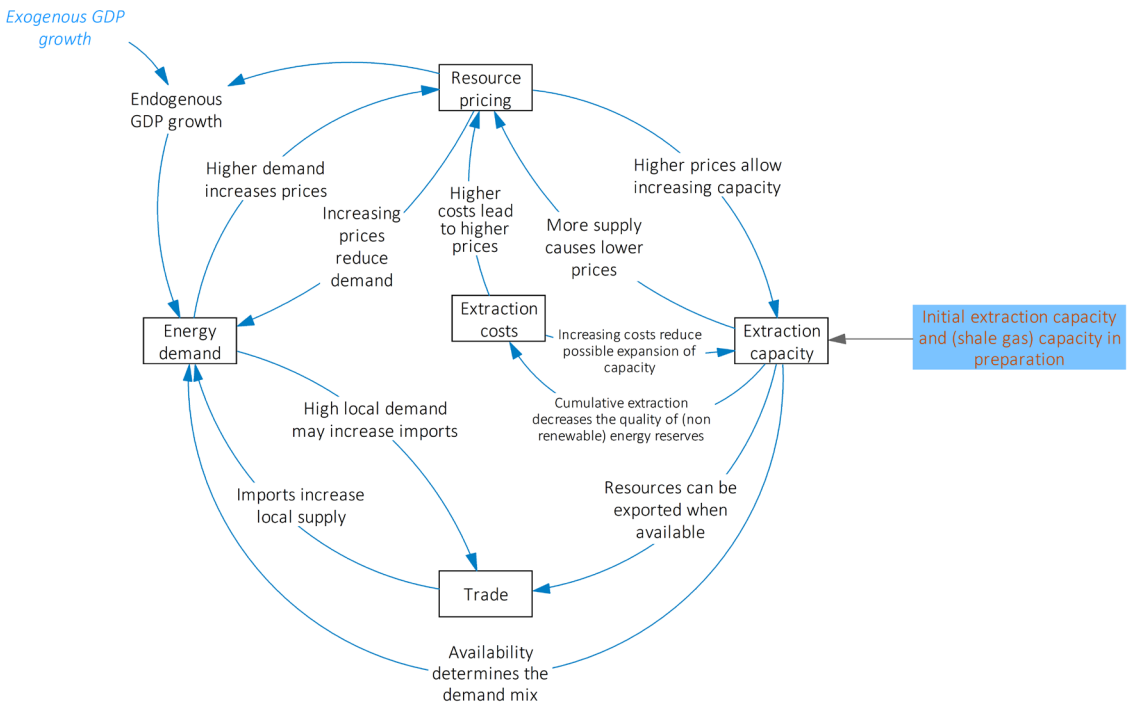 Exogenous GDP
growth
Resource
pricing
Endogenous
GDP growth
Higher demand
increases prices
Higher prices allow
increasing capacity
Increasing
prices
reduce
demand
Higher
costs lead
to higher
prices
More supply
causes lower
prices
Energy
demand
Extraction
costs
Increasing costs reduce
possible expansion of
capacity
Extraction
capacity
Initial extraction capacity
and (shale gas) capacity in
preparation
Cumulative extraction
decreases the quality of (non
renewable) energy reserves
High local demand
may increase imports
Imports increase
local supply
Resources can be
exported when
available
Trade
Availability
determines the
demand mix